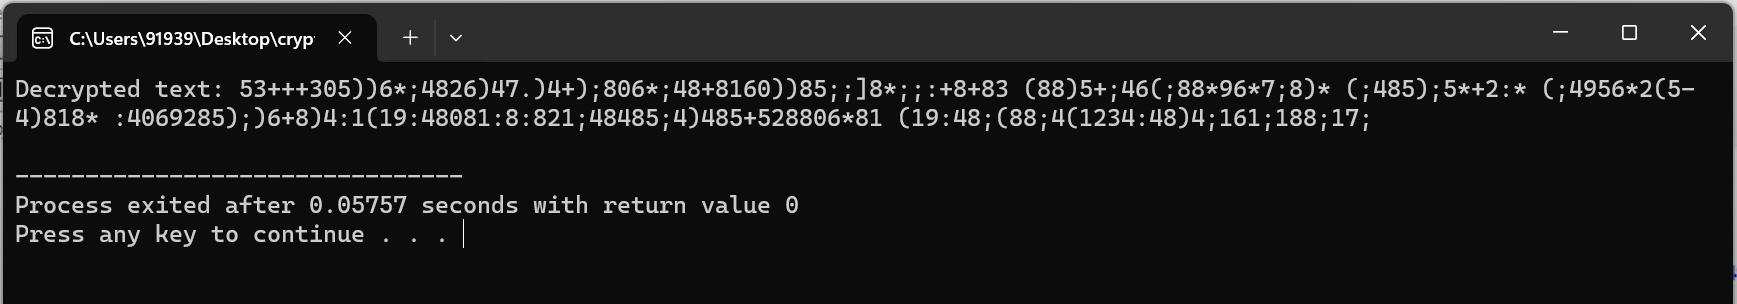 C:\Users\91939\Desktop\cryp
Decrypted text: 53+++305))6*;4826)47.)4+);806*;48+8160))85;;]8*;;:+8+83 (88)5+;46(;88*96*7;8)* (;485);5*+2:* (;4956*2(5-
4)818* :4069285);)6+8)4:1(19:48081:8:821;48485;4)485+528806*81 (19:48;(88;4(1234:48)4;161;188;17;
--------------------------------
Process exited after 0.05757 seconds with return value 0
Press any key to continue . . .